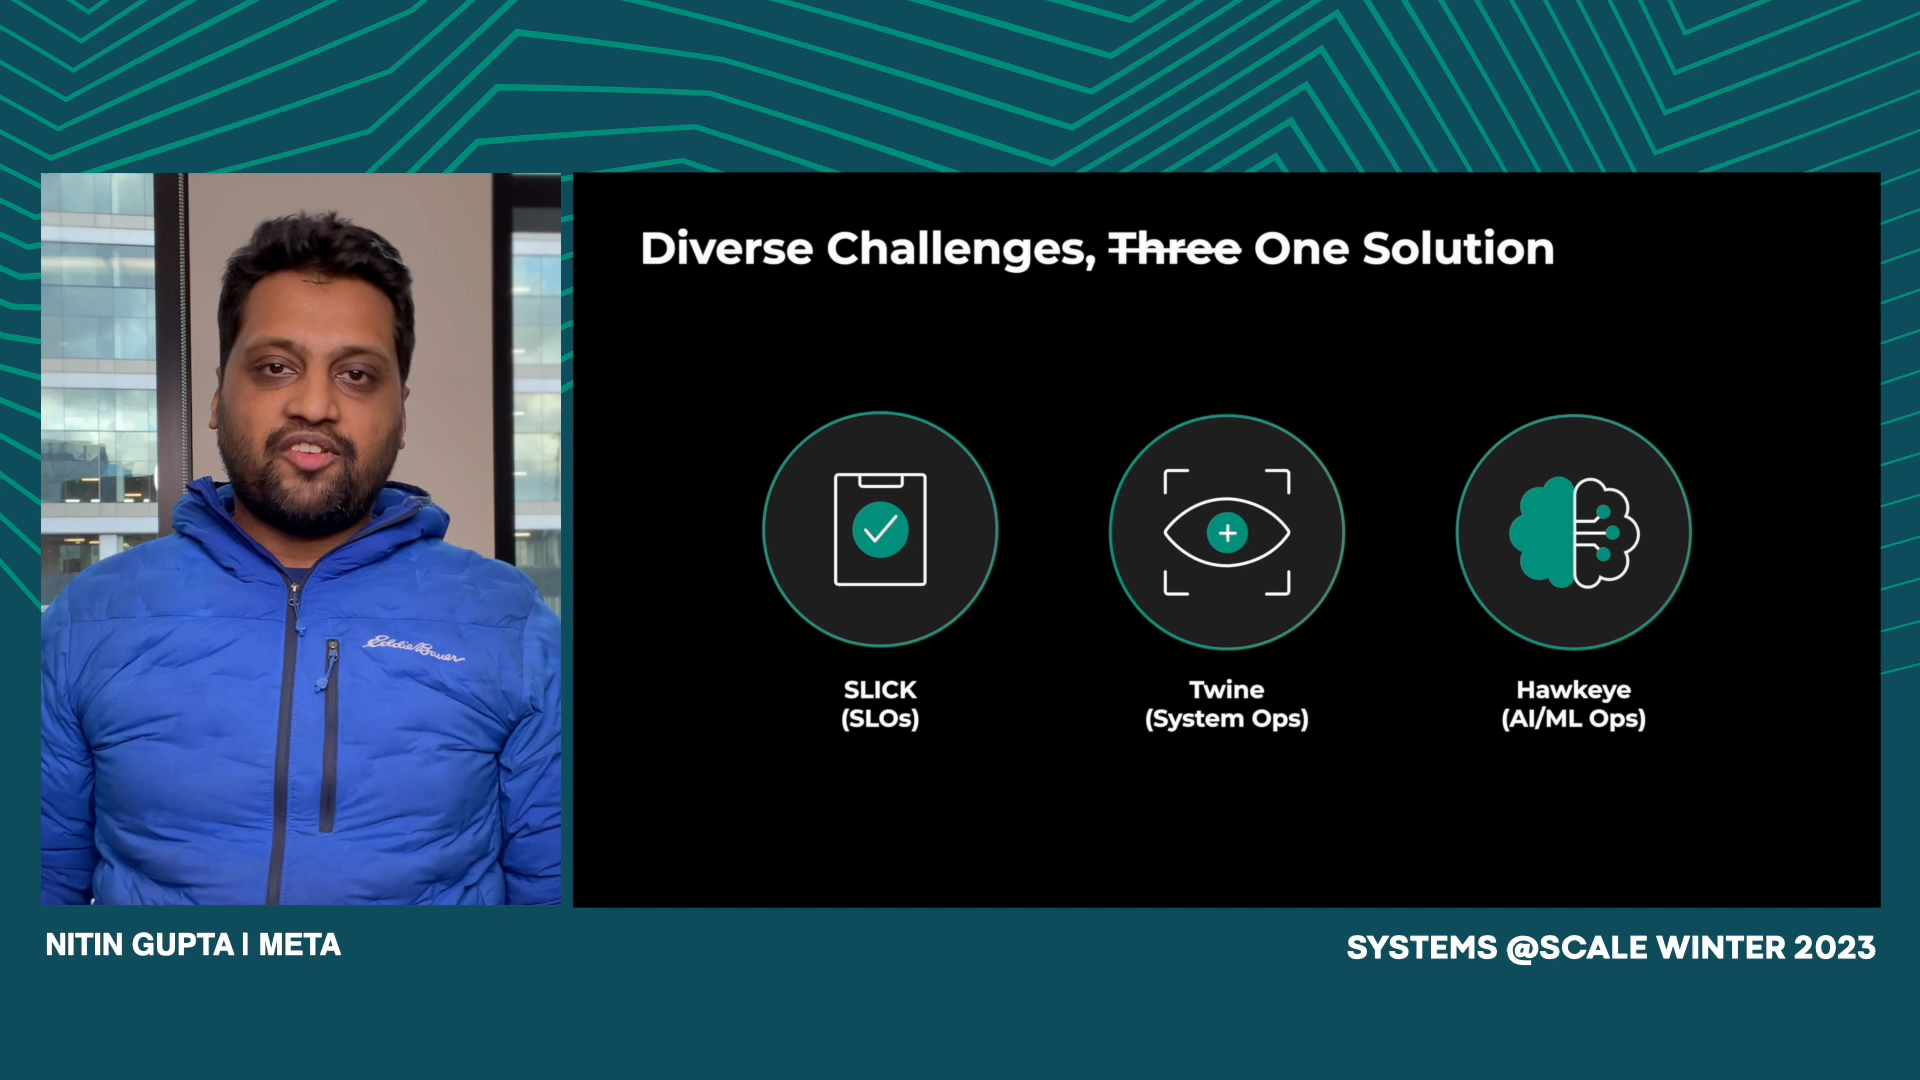 Diverse Challenges, Three One Solution
SLICK
(SLOs)
Twine
(System Ops)
Hawkeye
(AI/ML Ops)
Eddie Bauer
NITIN GUPTA | META
SYSTEMS @SCALE WINTER 2023